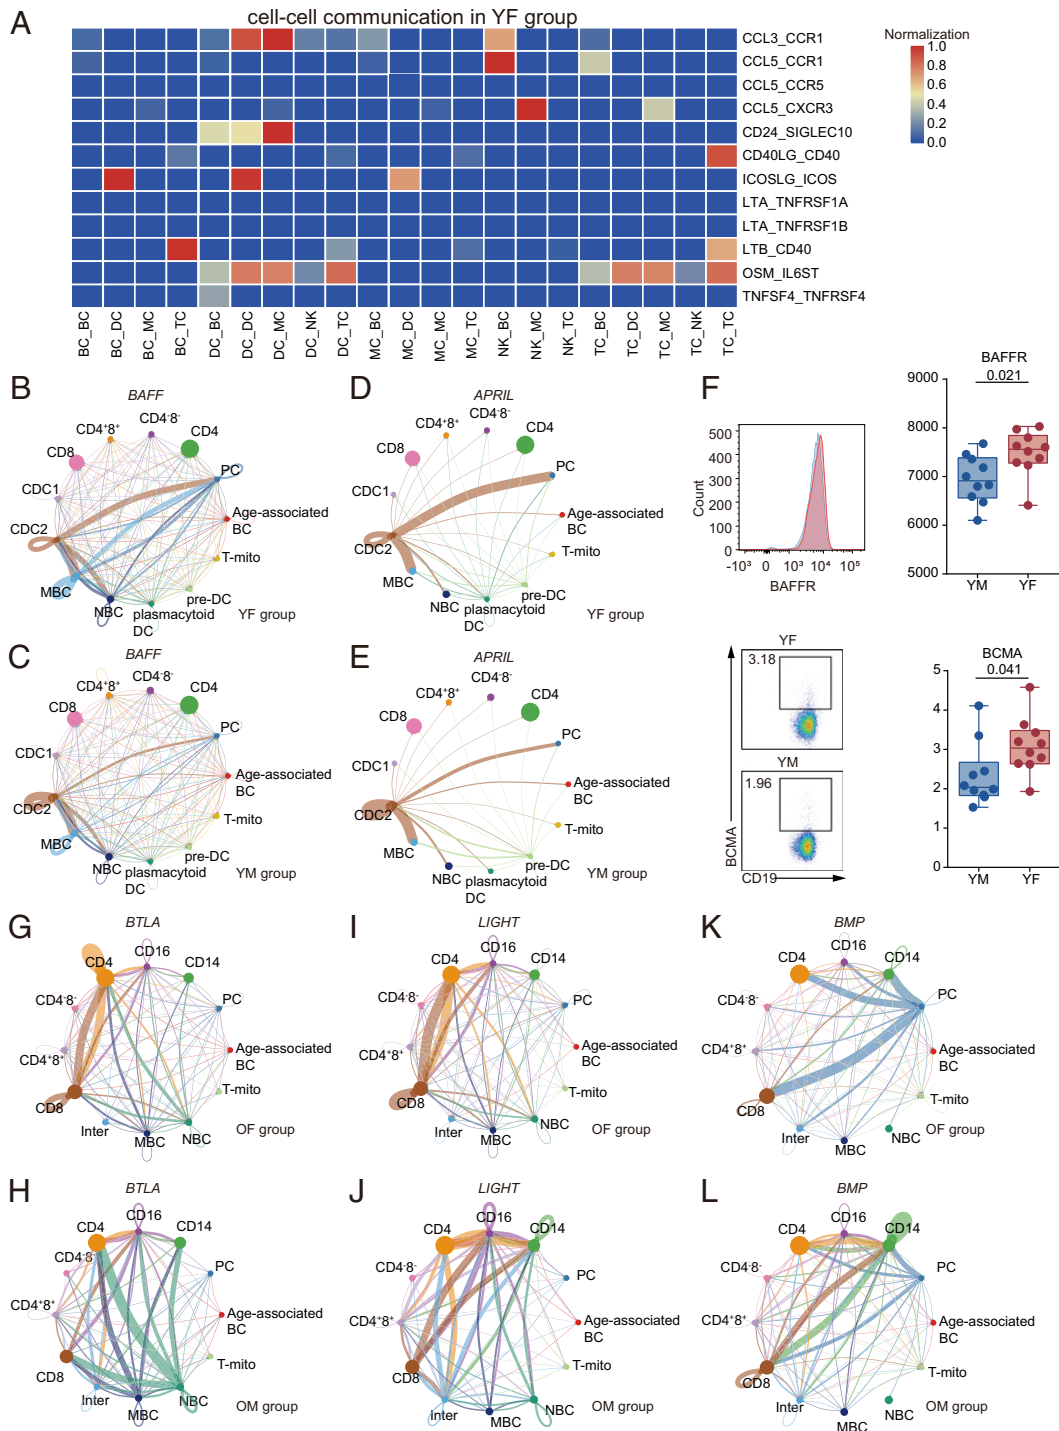 A
cell-cell communication in YF group
CCL3_CCR1
CCL5_CCR1
CCL5_CCR5
CCL5_CXCR3
CD24_SIGLEC10
CD40LG_CD40
ICOSLG_ICOS
LTA_TNFRSF1A
LTA_TNFRSF1B
LTB_CD40
OSM_IL6ST
TNFSF4_TNFRSF4
Normalization
1.0
0.8
0.6
0.4
0.2
0.0
BC_BC
BC_DC
BC_MC
BC_TC
DC_BC
DC_DC
DC_MC
DC_NK
DC_TC
MC_BC
MC_DC
MC_MC
MC_TC
NK_BC
NK_MC
NK_TC
TC_BC
TC_DC
TC_MC
TC_NK
TC_TC
B
BAFF
CD4⁻8⁻
CD4⁺8⁺
CD4
CD8
PC
CDC1
Age-associated
BC
CDC2
T-mito
MBC
pre-DC
NBC
plasmacytoid
DC
YF group
D
APRIL
CD4⁻8⁻
CD4⁺8⁺
CD4
CD8
PC
CDC1
Age-associated
BC
CDC2
T-mito
MBC
pre-DC
NBC
plasmacytoid
DC
YF group
F
500
400
300
200
100
0
Count
-10³ 0 10³ 10⁴ 10⁵
BAFFR
BAFFR
0.021
9000
8000
7000
6000
5000
YM YF
C
BAFF
CD4⁻8⁻
CD4⁺8⁺
CD4
CD8
PC
CDC1
Age-associated
BC
CDC2
T-mito
MBC
pre-DC
NBC
plasmacytoid
DC
YM group
E
APRIL
CD4⁻8⁻
CD4⁺8⁺
CD4
CD8
PC
CDC1
Age-associated
BC
CDC2
T-mito
MBC
pre-DC
NBC
plasmacytoid
DC
YM group
YF
3.18
YM
1.96
BCMA
CD19
BCMA
0.041
5
4
3
2
1
0
YM YF
G
BTLA
CD16
CD4
CD14
CD4⁻8⁻
PC
CD4⁺8⁺
Age-associated
BC
T-mito
CD8
Inter
MBC
NBC
OF group
I
LIGHT
CD16
CD4
CD14
CD4⁻8⁻
PC
CD4⁺8⁺
Age-associated
BC
T-mito
CD8
Inter
MBC
NBC
OF group
K
BMP
CD16
CD4
CD14
CD4⁻8⁻
PC
CD4⁺8⁺
Age-associated
BC
T-mito
CD8
Inter
MBC
NBC
OF group
H
BTLA
CD16
CD4
CD14
CD4⁻8⁻
PC
CD4⁺8⁺
Age-associated
BC
T-mito
CD8
Inter
MBC
NBC
OM group
J
LIGHT
CD16
CD4
CD14
CD4⁻8⁻
PC
CD4⁺8⁺
Age-associated
BC
T-mito
CD8
Inter
MBC
NBC
OM group
L
BMP
CD16
CD4
CD14
CD4⁻8⁻
PC
CD4⁺8⁺
Age-associated
BC
T-mito
CD8
Inter
MBC
NBC
OM group